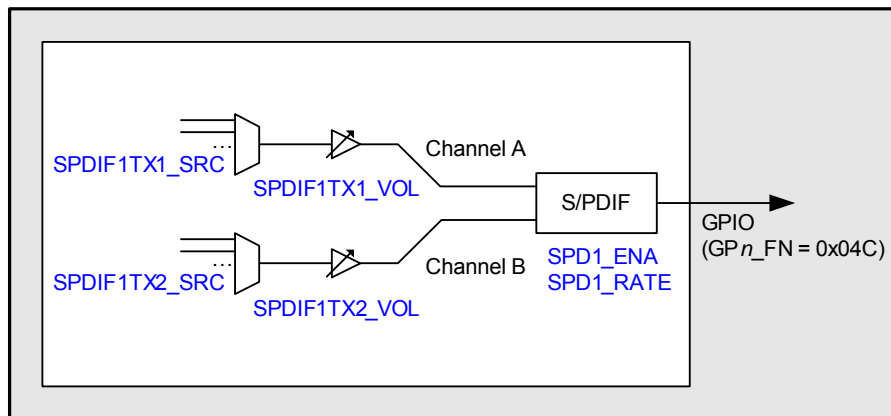 ...
SPDIF1TX1_SRC
SPDIF1TX1_VOL
Channel A
...
SPDIF1TX2_SRC
SPDIF1TX2_VOL
Channel B
S/PDIF
SPD1_ENA
SPD1_RATE
GPIO
(GPn_FN = 0x04C)